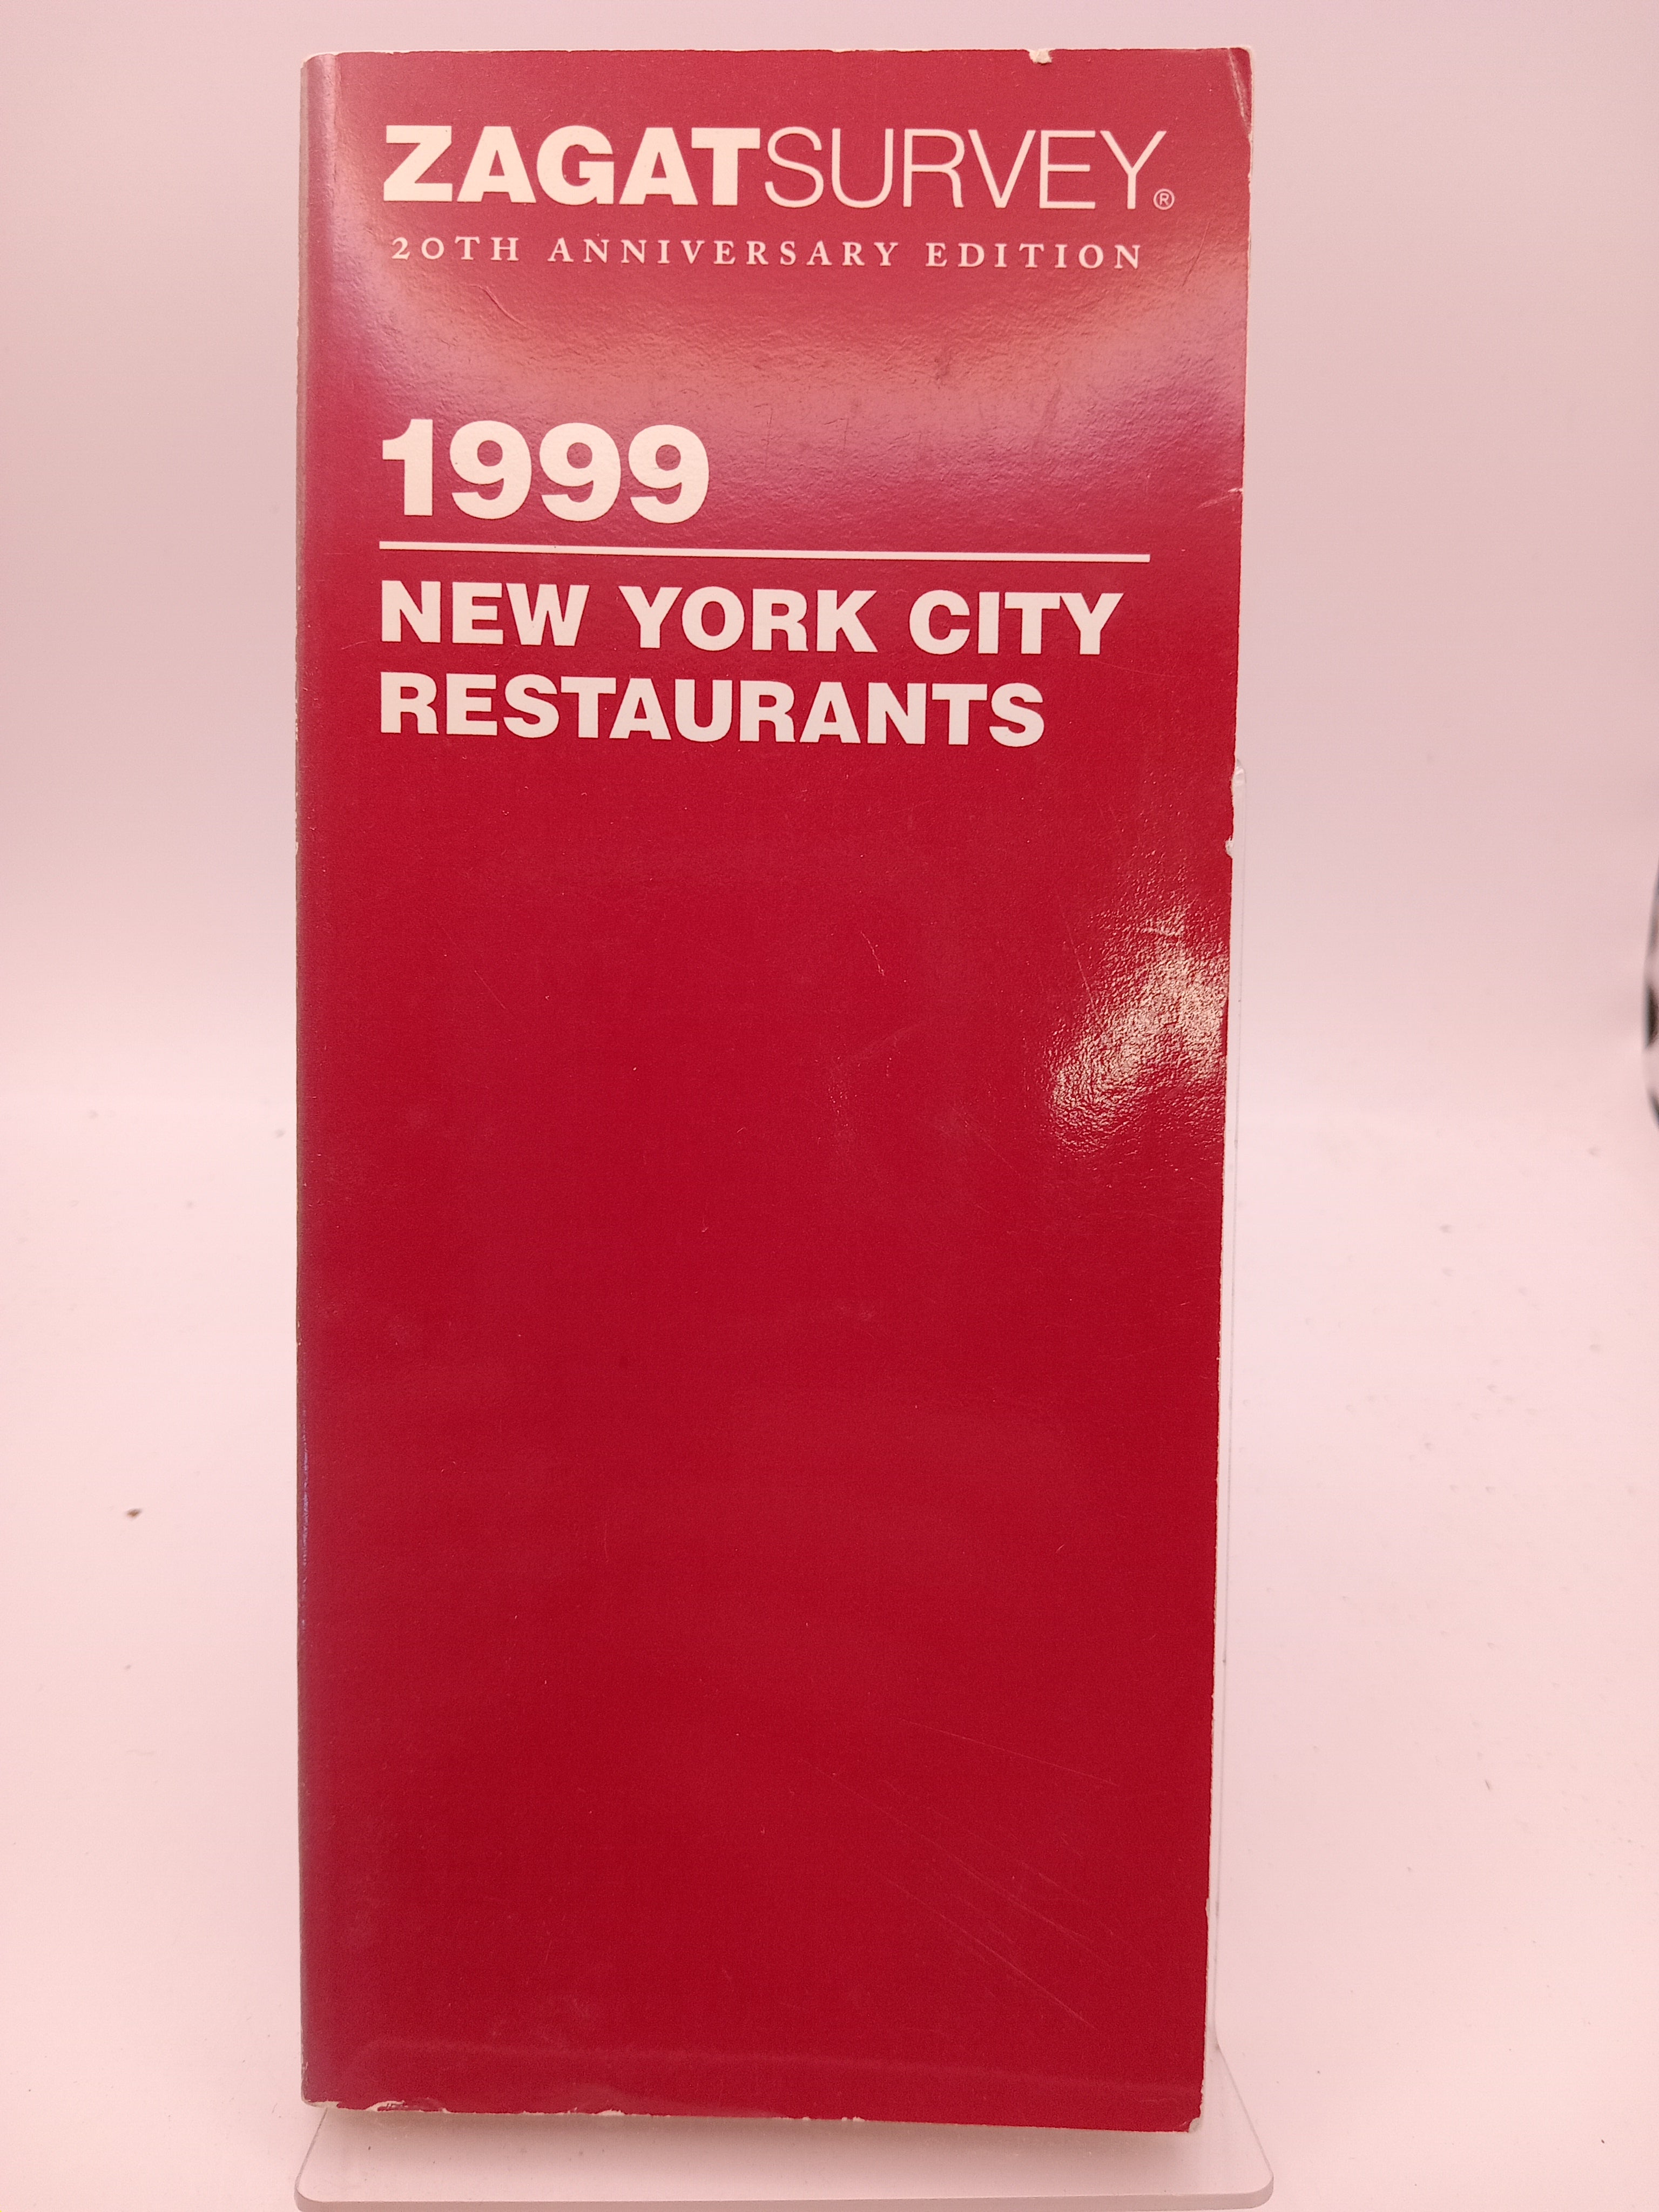 ZAGATSURVEY®
20TH ANNIVERSARY EDITION
1999
NEW YORK CITY
RESTAURANTS